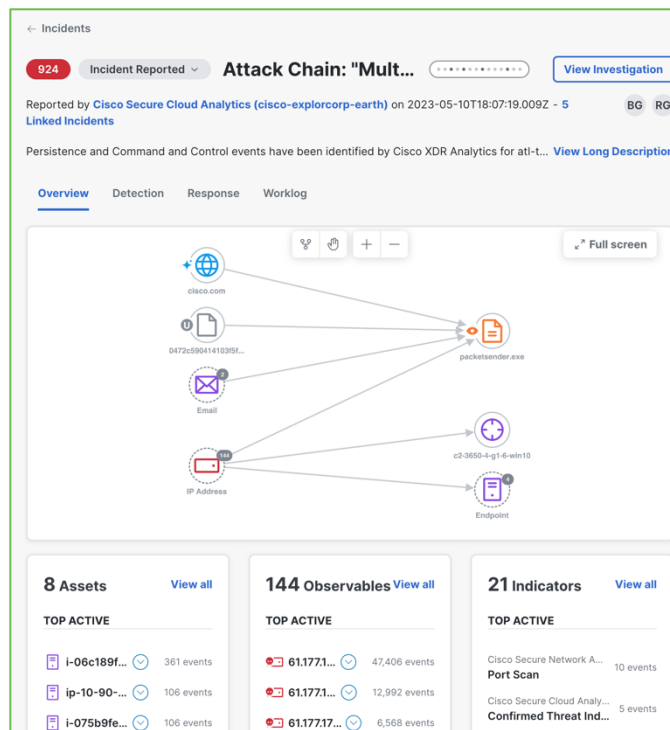 ← Incidents
924 Incident Reported Attack Chain: "Mult... View Investigation
Reported by Cisco Secure Cloud Analytics (cisco-explorcorp-earth) on 2023-05-10T18:07:19.009Z - 5
Linked Incidents
BG RG
Persistence and Command and Control events have been identified by Cisco XDR Analytics for atl-t... View Long Description
Overview Detection Response Worklog
Full screen
cisco.com
U
0472c590414103f5f...
packetsender.exe
Email
144
IP Address
c2-3650-4-g1-6-win10
4
Endpoint
8 Assets View all
TOP ACTIVE
i-06c189f... 361 events
ip-10-90-... 106 events
i-075b9fe... 106 events
144 Observables View all
TOP ACTIVE
61.177.1... 47,406 events
61.177.1... 12,992 events
61.177.17... 6,568 events
21 Indicators View all
TOP ACTIVE
Cisco Secure Network A...
Port Scan
10 events
Cisco Secure Cloud Analy...
Confirmed Threat Ind...
5 events